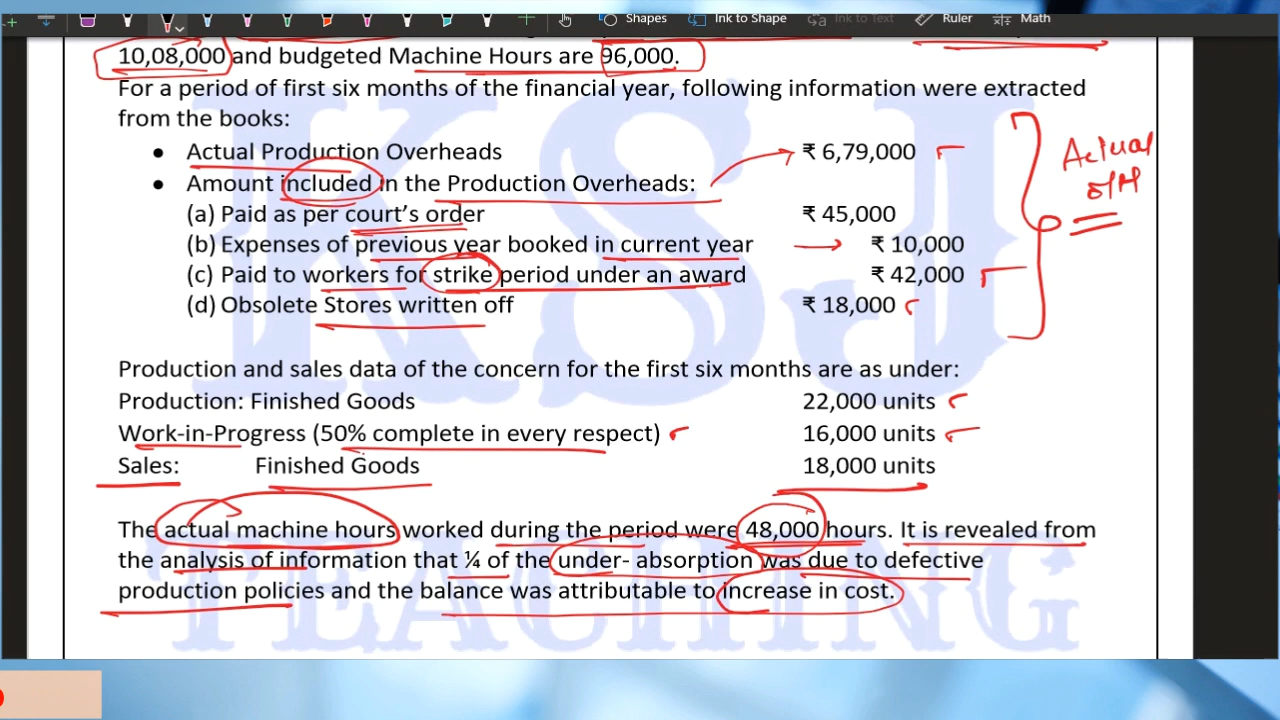 Shapes Ink to Shape Ink to Text Ruler Math
10,08,000 and budgeted Machine Hours are 96,000.
For a period of first six months of the financial year, following information were extracted
from the books:
• Actual Production Overheads ₹ 6,79,000
• Amount included in the Production Overheads:
(a) Paid as per court's order ₹ 45,000
(b) Expenses of previous year booked in current year ₹ 10,000
(c) Paid to workers for strike period under an award ₹ 42,000
(d) Obsolete Stores written off ₹ 18,000
Actual
O/H
Production and sales data of the concern for the first six months are as under:
Production: Finished Goods 22,000 units
Work-in-Progress (50% complete in every respect) 16,000 units
Sales: Finished Goods 18,000 units
The actual machine hours worked during the period were 48,000 hours. It is revealed from
the analysis of information that ¼ of the under- absorption was due to defective
production policies and the balance was attributable to increase in cost.
KSJ
TEACHING